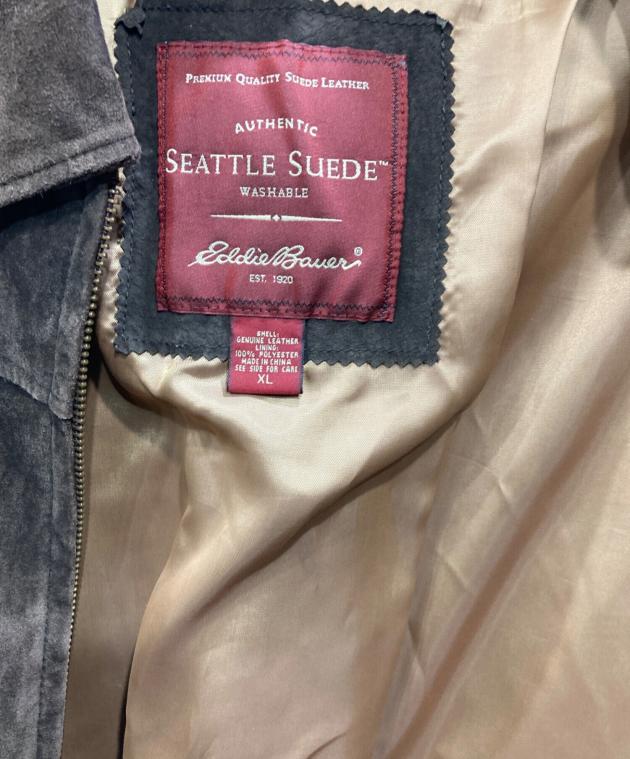 PREMIUM QUALITY SUEDE LEATHER
AUTHENTIC
SEATTLE SUEDE™
WASHABLE
Eddie Bauer®
EST. 1920
SHELL:
GENUINE LEATHER
LINING:
100% POLYESTER
MADE IN CHINA
SEE SIDE FOR CARE
XL